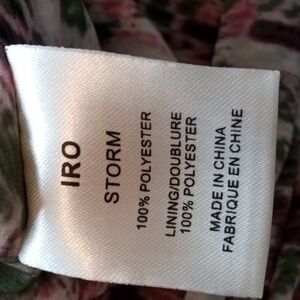 IRO
STORM
100% POLYESTER
LINING/DOUBLURE
100% POLYESTER
MADE IN CHINA
FABRIQUE EN CHINE